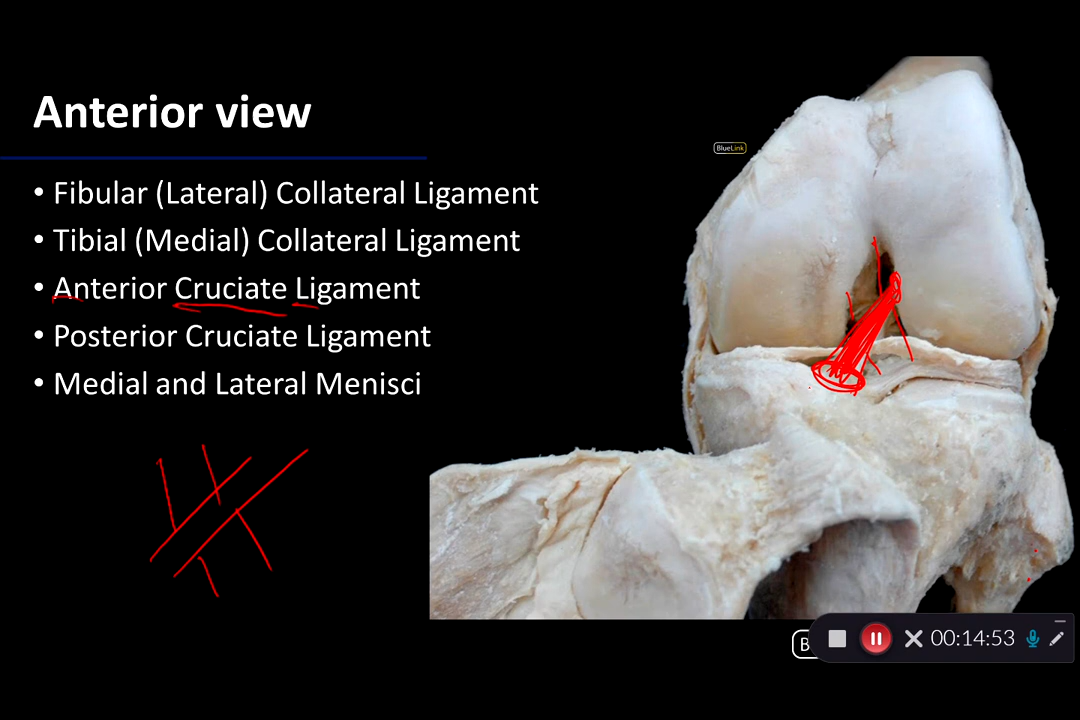 Anterior view
BlueLink
• Fibular (Lateral) Collateral Ligament
• Tibial (Medial) Collateral Ligament
• Anterior Cruciate Ligament
• Posterior Cruciate Ligament
• Medial and Lateral Menisci
B
00:14:53